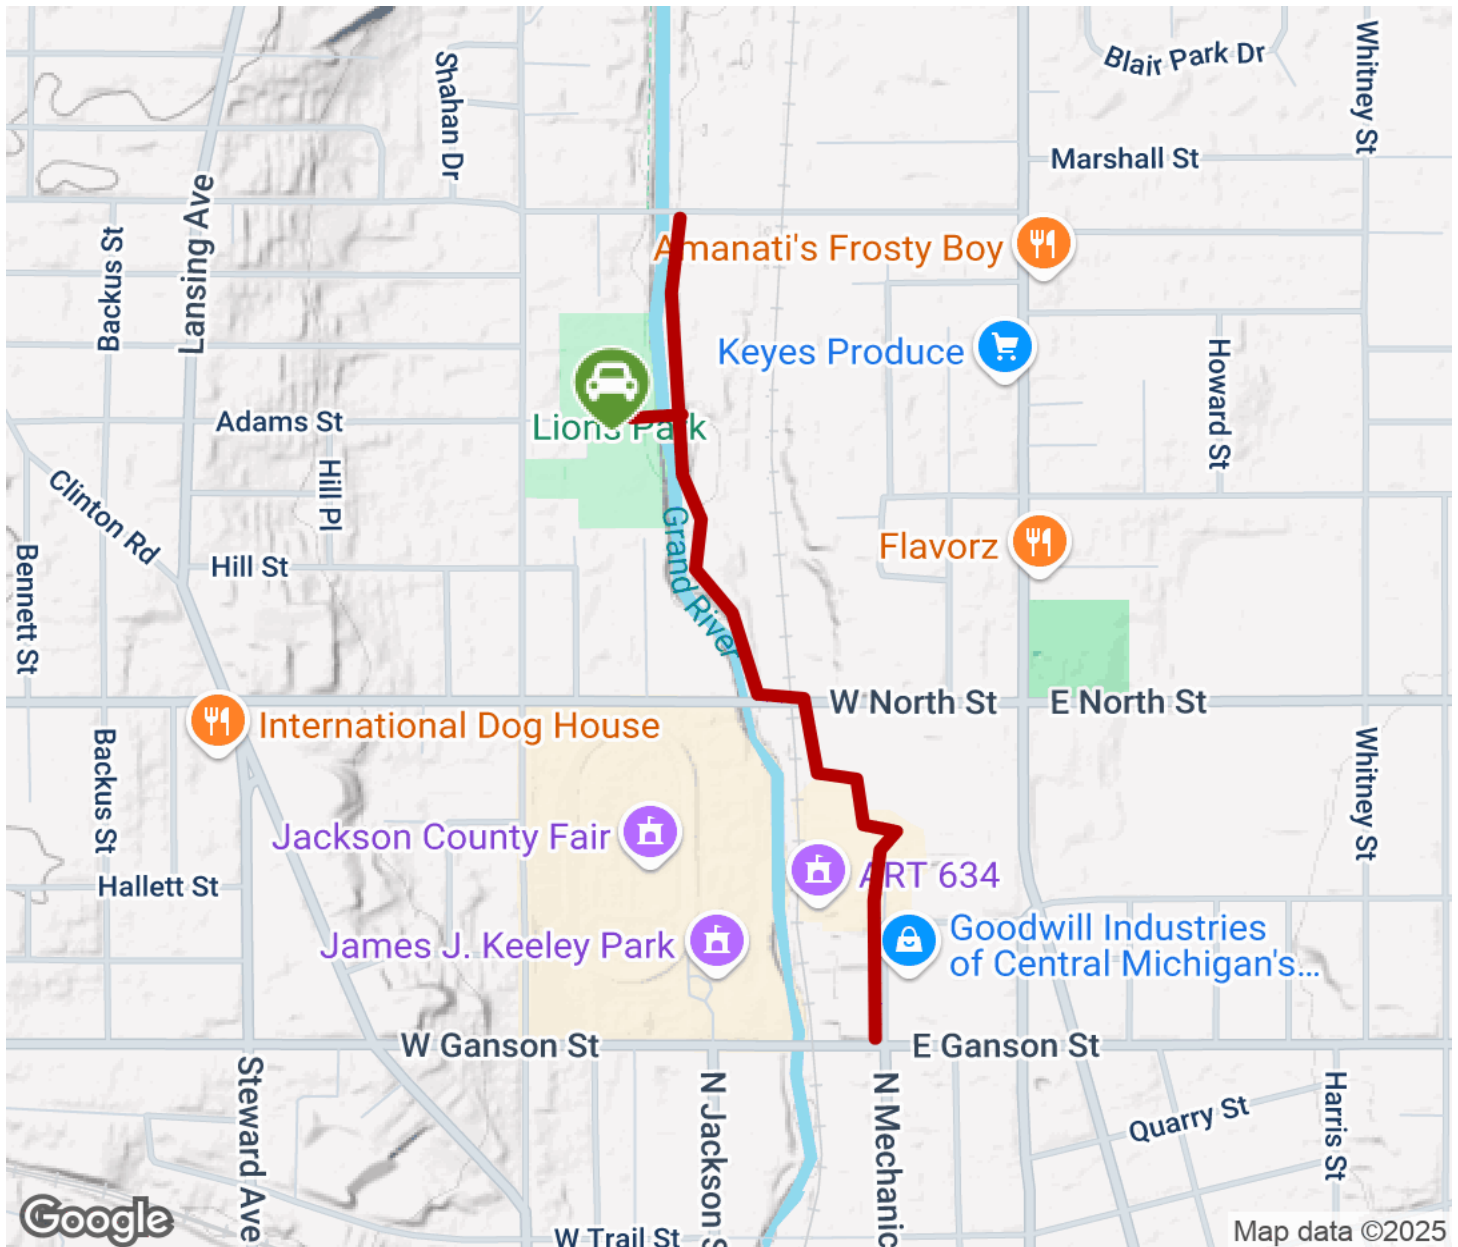 Blair Park Dr
Whitney St
Shahan Dr
Marshall St
Lansing Ave
Backus St
Amanati's Frosty Boy
Keyes Produce
Howard St
Adams St
Lions Park
Hill Pl
Clinton Rd
Grand River
Flavorz
Bennett St
Hill St
W North St
E North St
International Dog House
Backus St
Whitney St
Jackson County Fair
ART 634
Hallett St
James J. Keeley Park
Goodwill Industries
of Central Michigan's...
W Ganson St
E Ganson St
Steward Ave
N Jackson S
N Mechanic
Quarry St
Harris St
W Trail St
Google
Map data ©2025